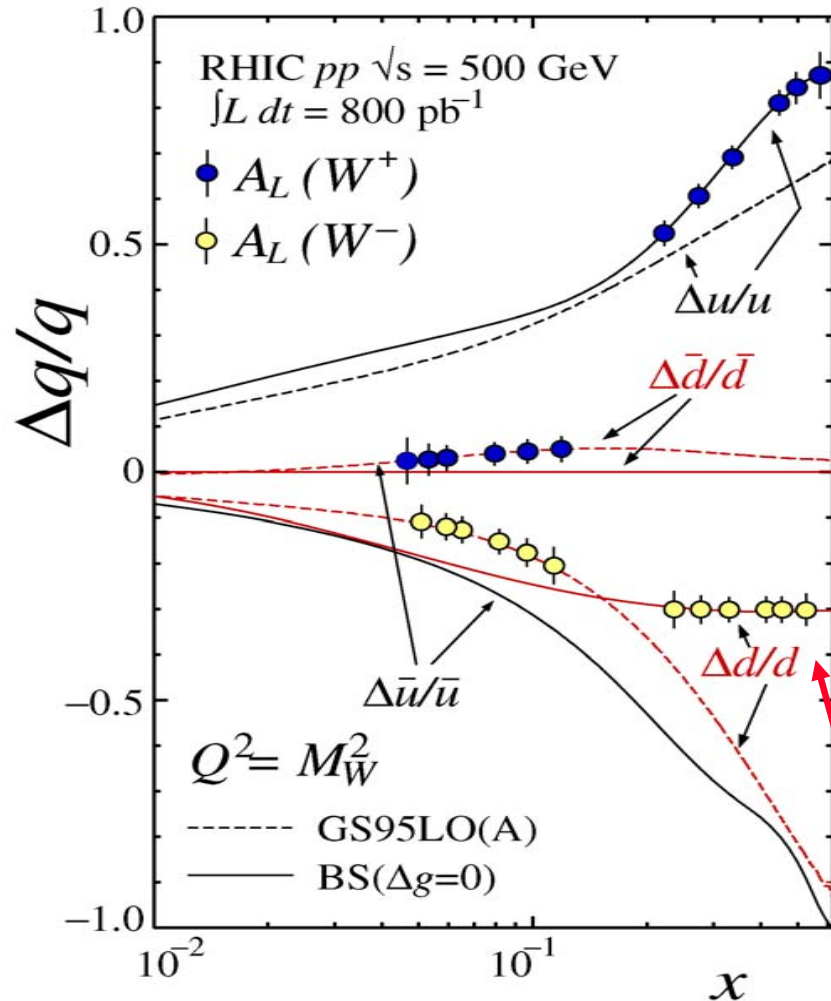 1.0
RHIC pp √s = 500 GeV
∫L dt = 800 pb⁻¹
A_L (W⁺)
A_L (W⁻)
0.5
Δu/u
Δq/q
Δd̄/d̄
0
Δd/d
Δū/ū
−0.5
Q² = M_W²
GS95LO(A)
BS(Δg=0)
−1.0
10⁻²
10⁻¹
x